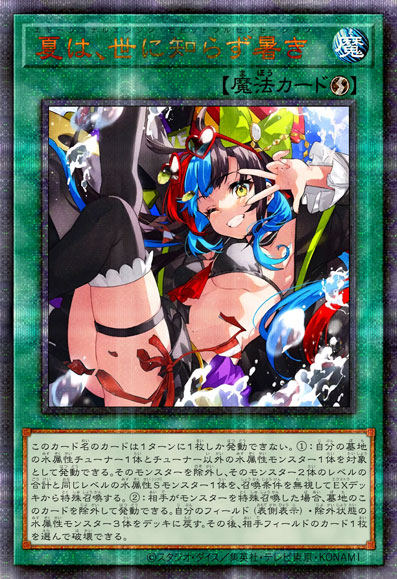 夏は、世に知らず暑き
魔
【魔法カード】
このカード名のカードは1ターンに1枚しか発動できない。①:自分の墓地
の水属性チューナー1体とチューナー以外の水属性モンスター1体を対象
として発動できる。そのモンスターを除外し、そのモンスター2体のレベルの
合計と同じレベルの水属性Sモンスター1体を、召喚条件を無視してEXデッ
キから特殊召喚する。②:相手がモンスターを特殊召喚した場合、墓地のこ
のカードを除外して発動できる。自分のフィールド(表側表示)・除外状態の
水属性モンスター3体をデッキに戻す。その後、相手フィールドのカード1枚
を選んで破壊できる。
©スタジオ・ダイス/集英社・テレビ東京・KONAMI